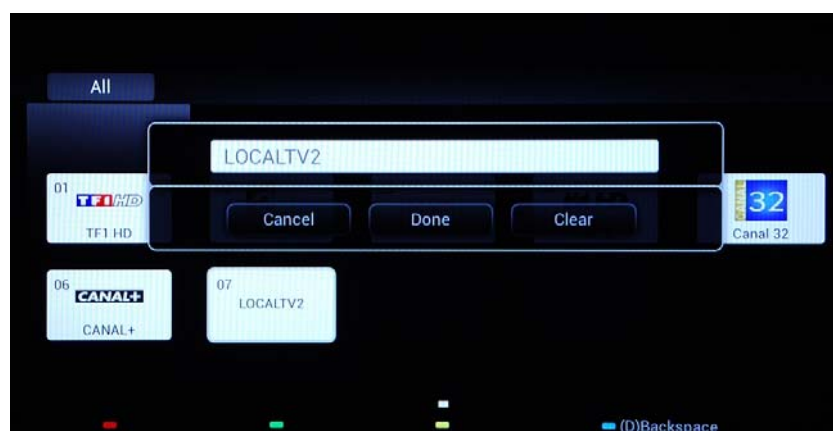 All
LOCALTV2
Cancel Done Clear
01 TF1 HD
TF1 HD
CANAL 32
Canal 32
06 CANAL+
CANAL+
07
LOCALTV2
(D)Backspace